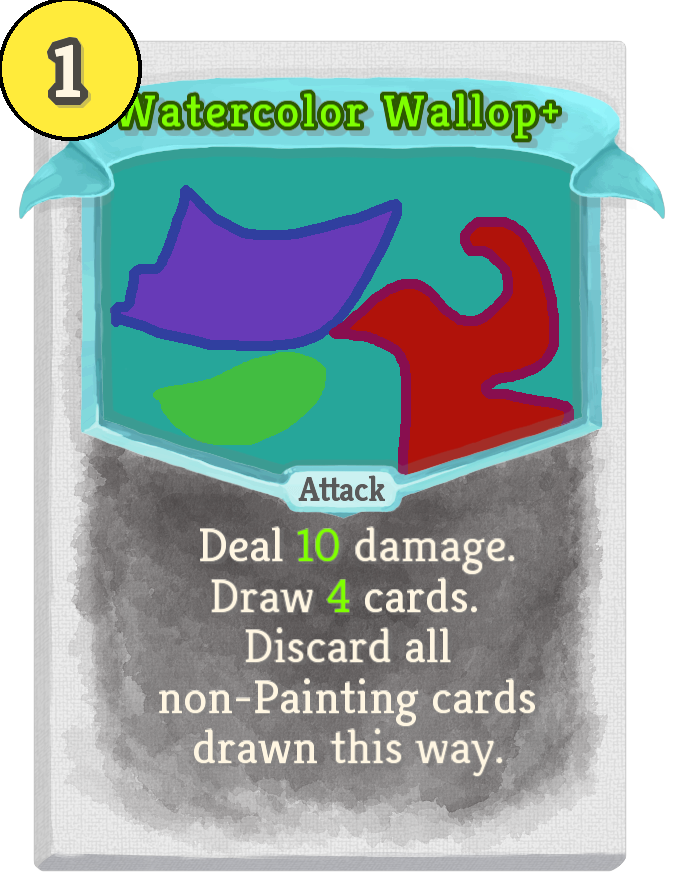 1
Watercolor Wallop+
Attack
Deal 10 damage.
Draw 4 cards.
Discard all
non-Painting cards
drawn this way.